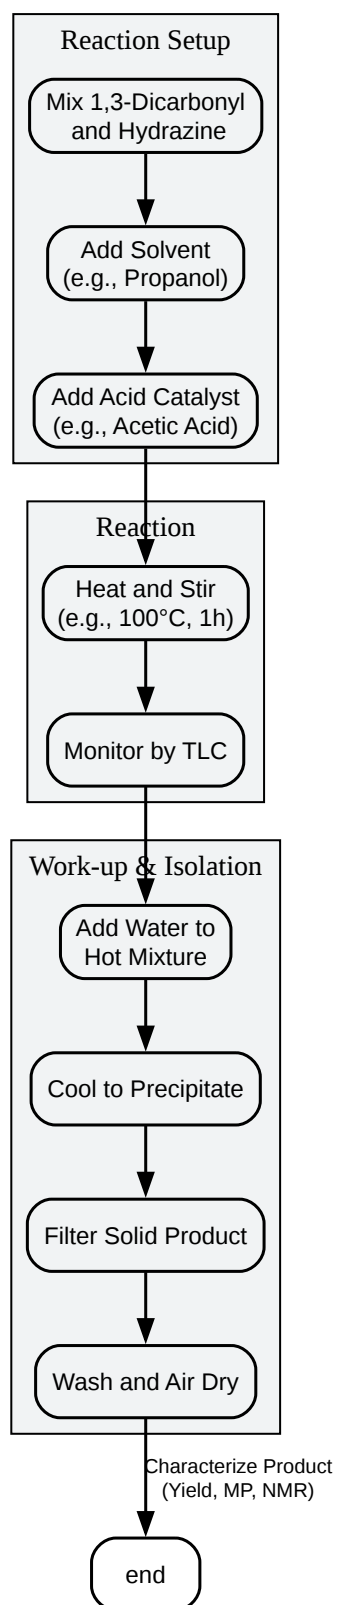 Reaction Setup
Mix 1,3-Dicarbonyl
and Hydrazine
Add Solvent
(e.g., Propanol)
Add Acid Catalyst
(e.g., Acetic Acid)
Reaction
Heat and Stir
(e.g., 100°C, 1h)
Monitor by TLC
Work-up & Isolation
Add Water to
Hot Mixture
Cool to Precipitate
Filter Solid Product
Wash and Air Dry
Characterize Product
(Yield, MP, NMR)
end